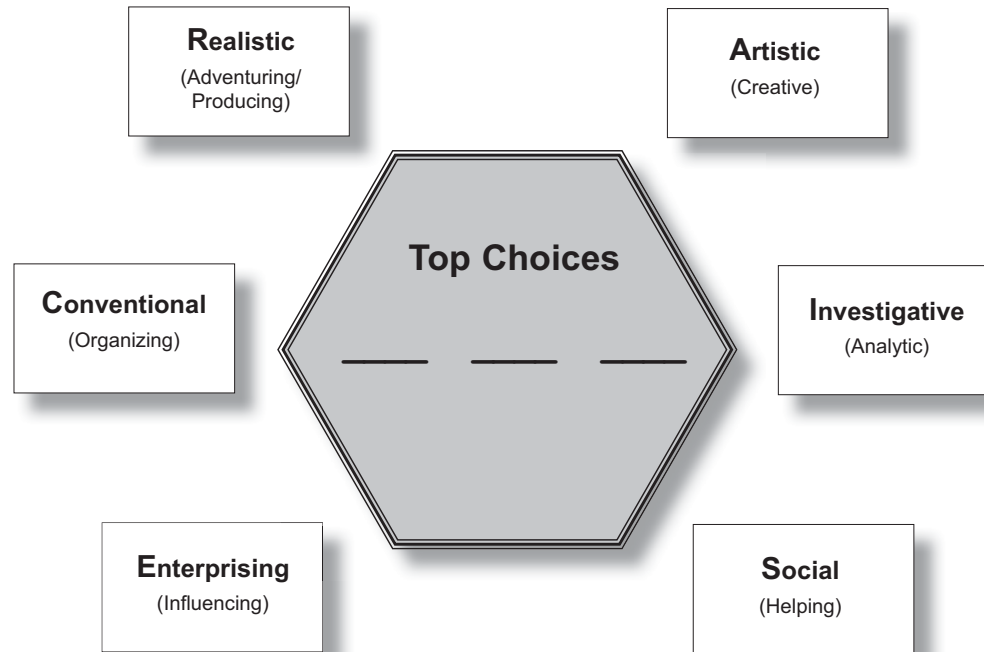 Realistic
(Adventuring/
Producing)
Artistic
(Creative)
Top Choices
Conventional
(Organizing)
Investigative
(Analytic)
Enterprising
(Influencing)
Social
(Helping)